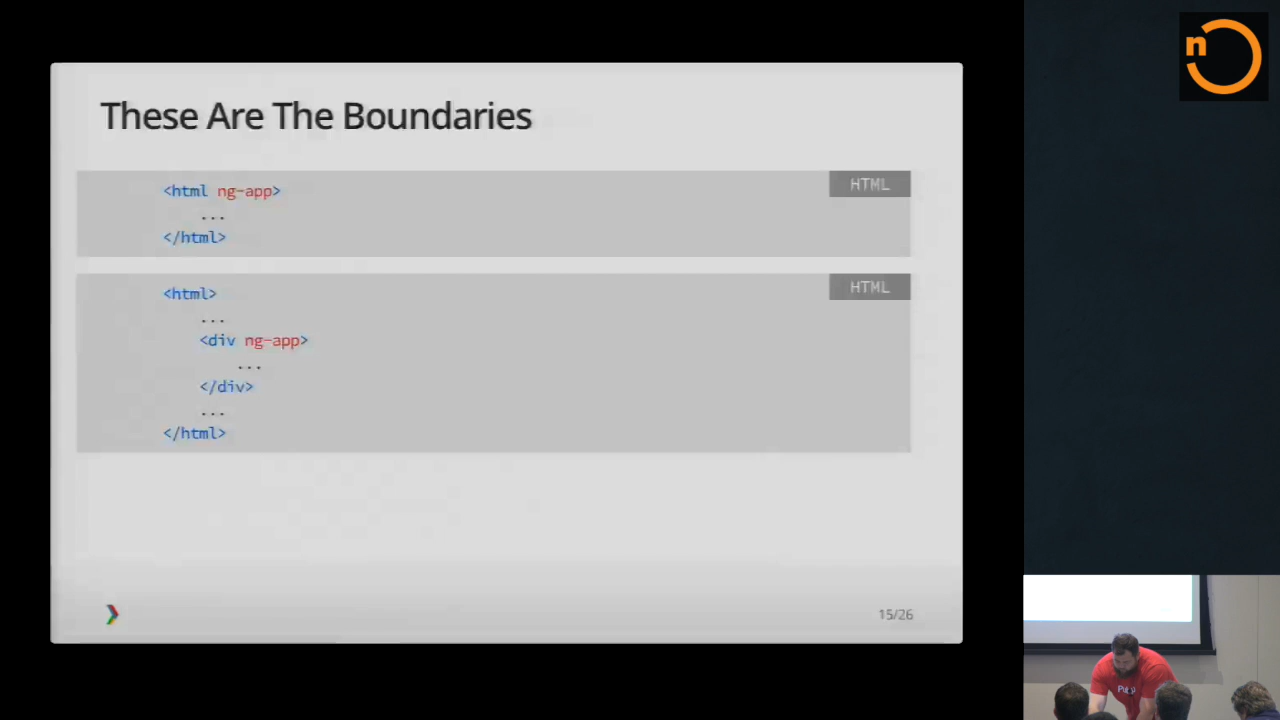 n
These Are The Boundaries
HTML
<html ng-app>
...
</html>
HTML
<html>
...
<div ng-app>
...
</div>
...
</html>
15/26